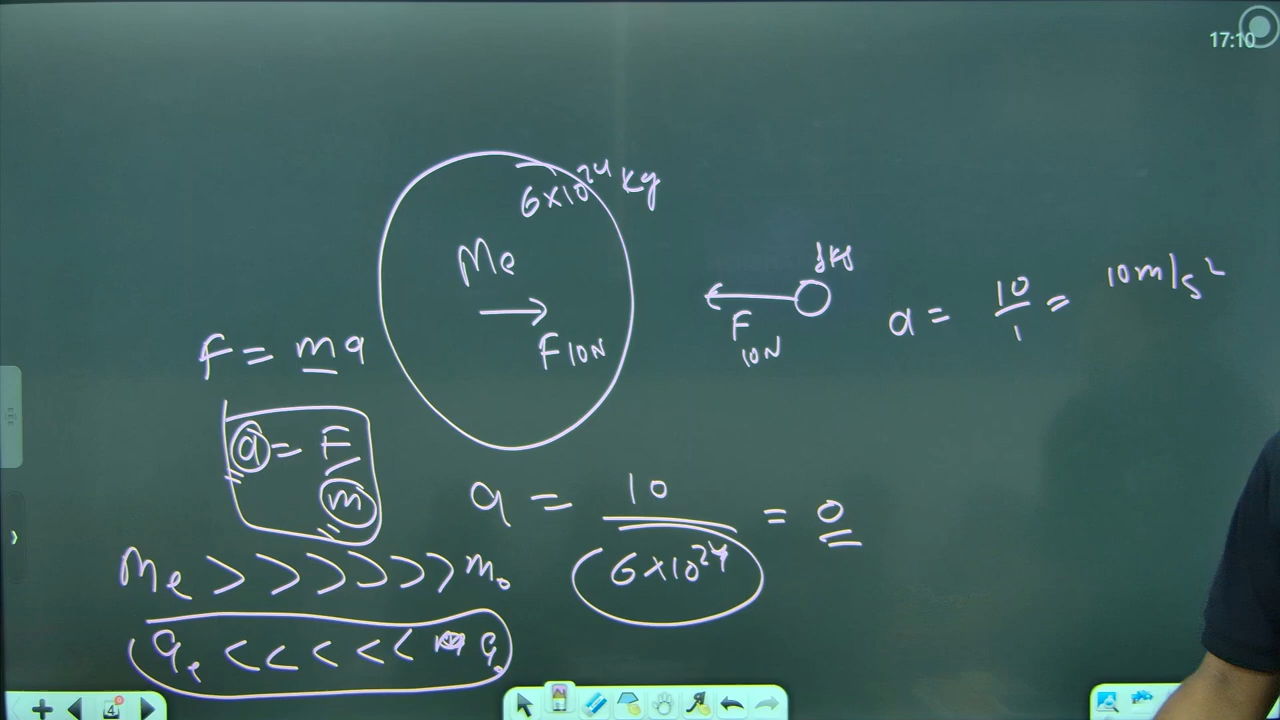 17:10
6×10²⁴ kg
Me
1kg
F 10N
F
10N
a = 10/1 = 10m/s²
F = ma
a = F/m
a = 10/6×10²⁴ = 0
Me > > > > > > mo
ae < < < < < ao
4